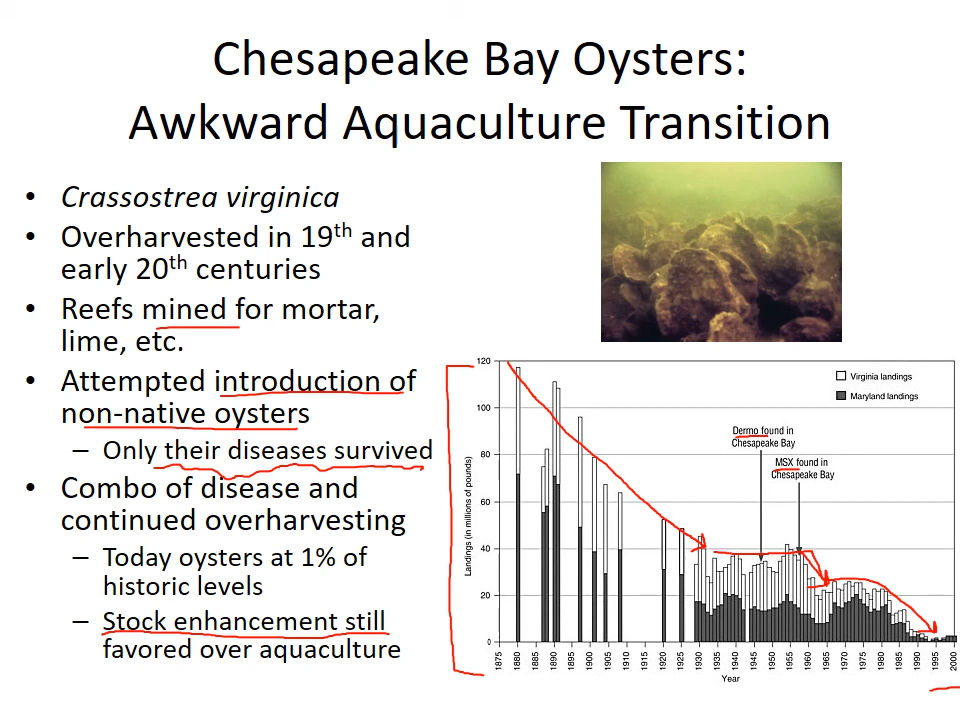 Chesapeake Bay Oysters:
Awkward Aquaculture Transition
• Crassostrea virginica
• Overharvested in 19th and
early 20th centuries
• Reefs mined for mortar,
lime, etc.
• Attempted introduction of
non-native oysters
– Only their diseases survived
• Combo of disease and
continued overharvesting
– Today oysters at 1% of
historic levels
– Stock enhancement still
favored over aquaculture
Virginia landings
Maryland landings
Dermo found in
Chesapeake Bay
MSX found in
Chesapeake Bay
Landings (in millions of pounds)
120
100
80
60
40
20
0
1875 1880 1885 1890 1895 1900 1905 1910 1915 1920 1925 1930 1935 1940 1945 1950 1955 1960 1965 1970 1975 1980 1985 1990 1995 2000
Year